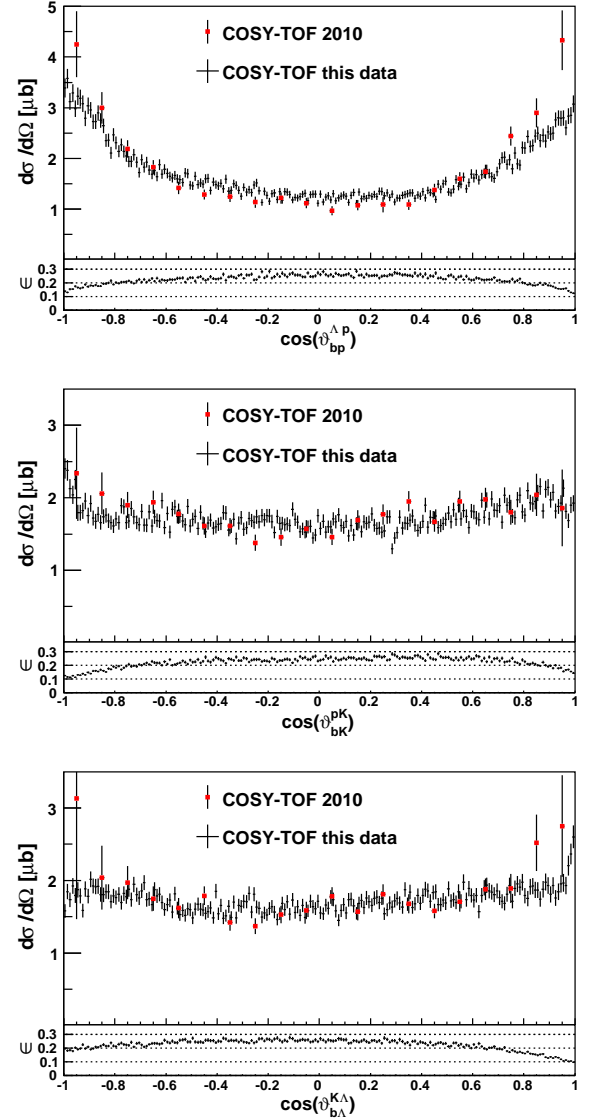 5
4
3
2
1
dσ/dΩ [μb]
COSY-TOF 2010
COSY-TOF this data
∈
0.3
0.2
0.1
0
-1 -0.8 -0.6 -0.4 -0.2 0 0.2 0.4 0.6 0.8 1
cos(ϑ_{bp}^{Λ p})
3
2
1
dσ/dΩ [μb]
COSY-TOF 2010
COSY-TOF this data
∈
0.3
0.2
0.1
0
-1 -0.8 -0.6 -0.4 -0.2 0 0.2 0.4 0.6 0.8 1
cos(ϑ_{bK}^{pK})
3
2
1
dσ/dΩ [μb]
COSY-TOF 2010
COSY-TOF this data
∈
0.3
0.2
0.1
0
-1 -0.8 -0.6 -0.4 -0.2 0 0.2 0.4 0.6 0.8 1
cos(ϑ_{bΛ}^{KΛ})